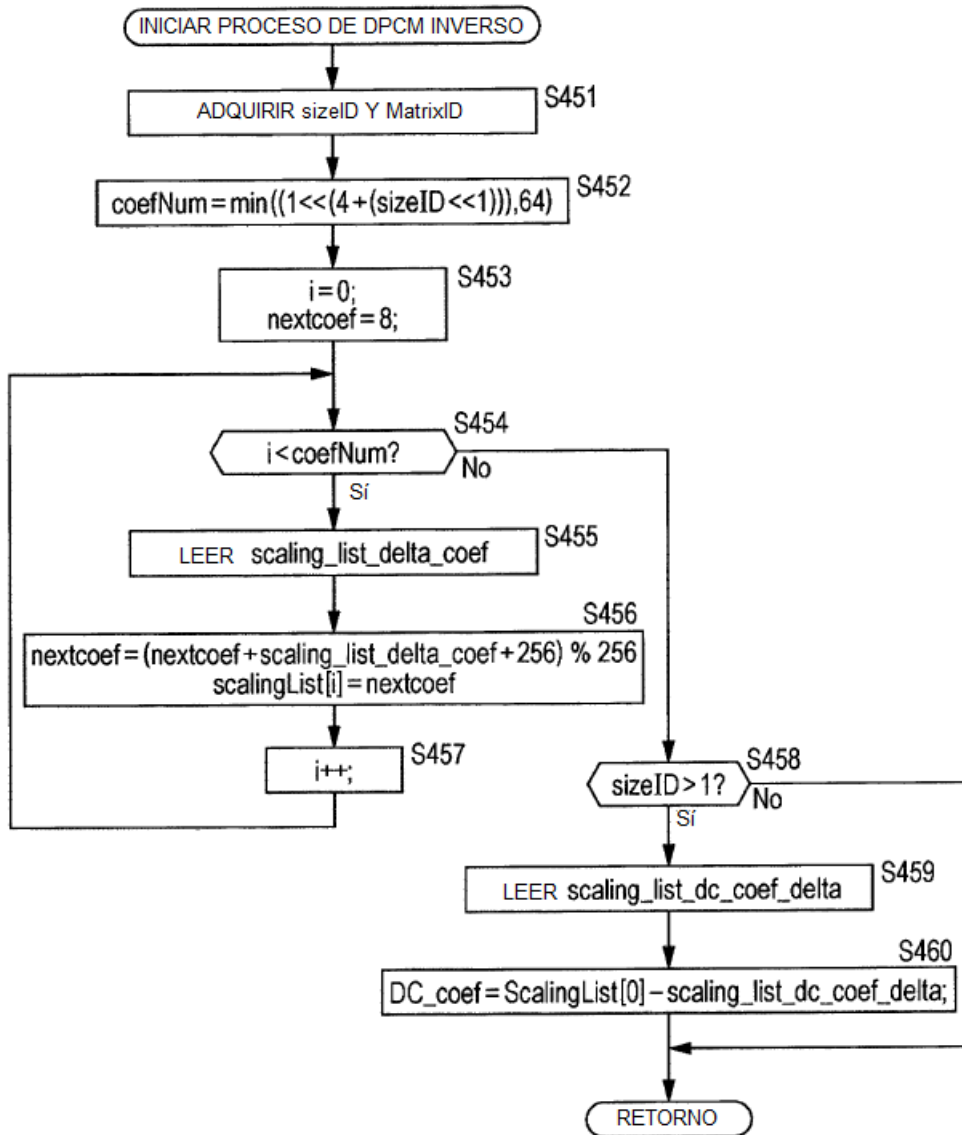 INICIAR PROCESO DE DPCM INVERSO
S451
ADQUIRIR sizeID Y MatrixID
S452
coefNum=min((1<<(4+(sizeID<<1))),64)
S453
i=0;
nextcoef=8;
S454
i<coefNum?
No
Sí
S455
LEER scaling_list_delta_coef
S456
nextcoef=(nextcoef+scaling_list_delta_coef+256) % 256
scalingList[i]=nextcoef
S457
i++;
S458
sizeID>1?
No
Sí
S459
LEER scaling_list_dc_coef_delta
S460
DC_coef=ScalingList[0]-scaling_list_dc_coef_delta;
RETORNO